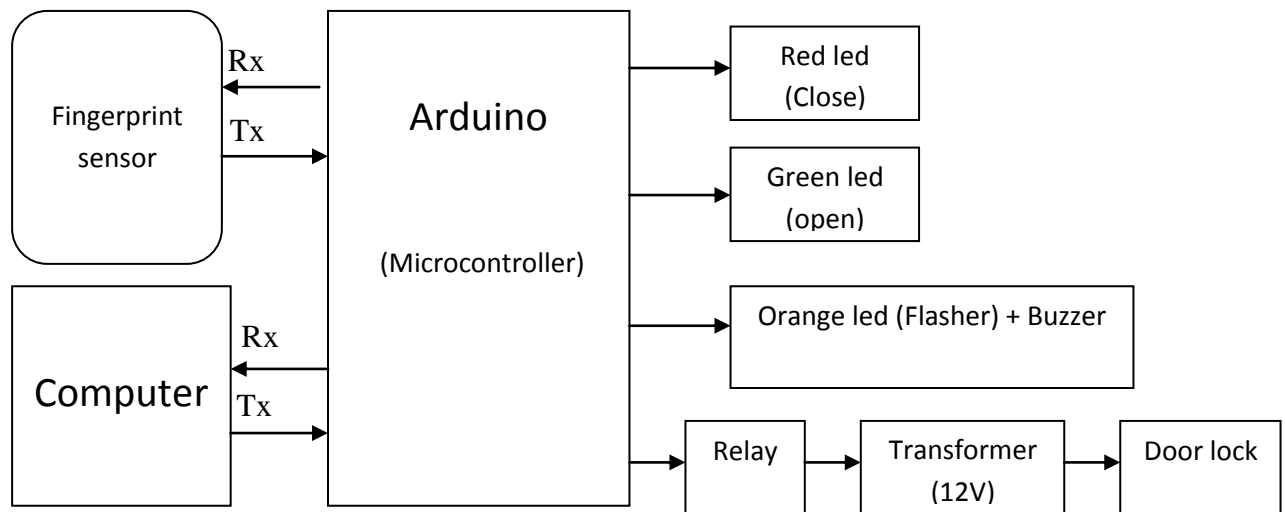 Fingerprint
sensor
Rx
Tx
Computer
Rx
Tx
Arduino
(Microcontroller)
Red led
(Close)
Green led
(open)
Orange led (Flasher) + Buzzer
Relay
Transformer
(12V)
Door lock